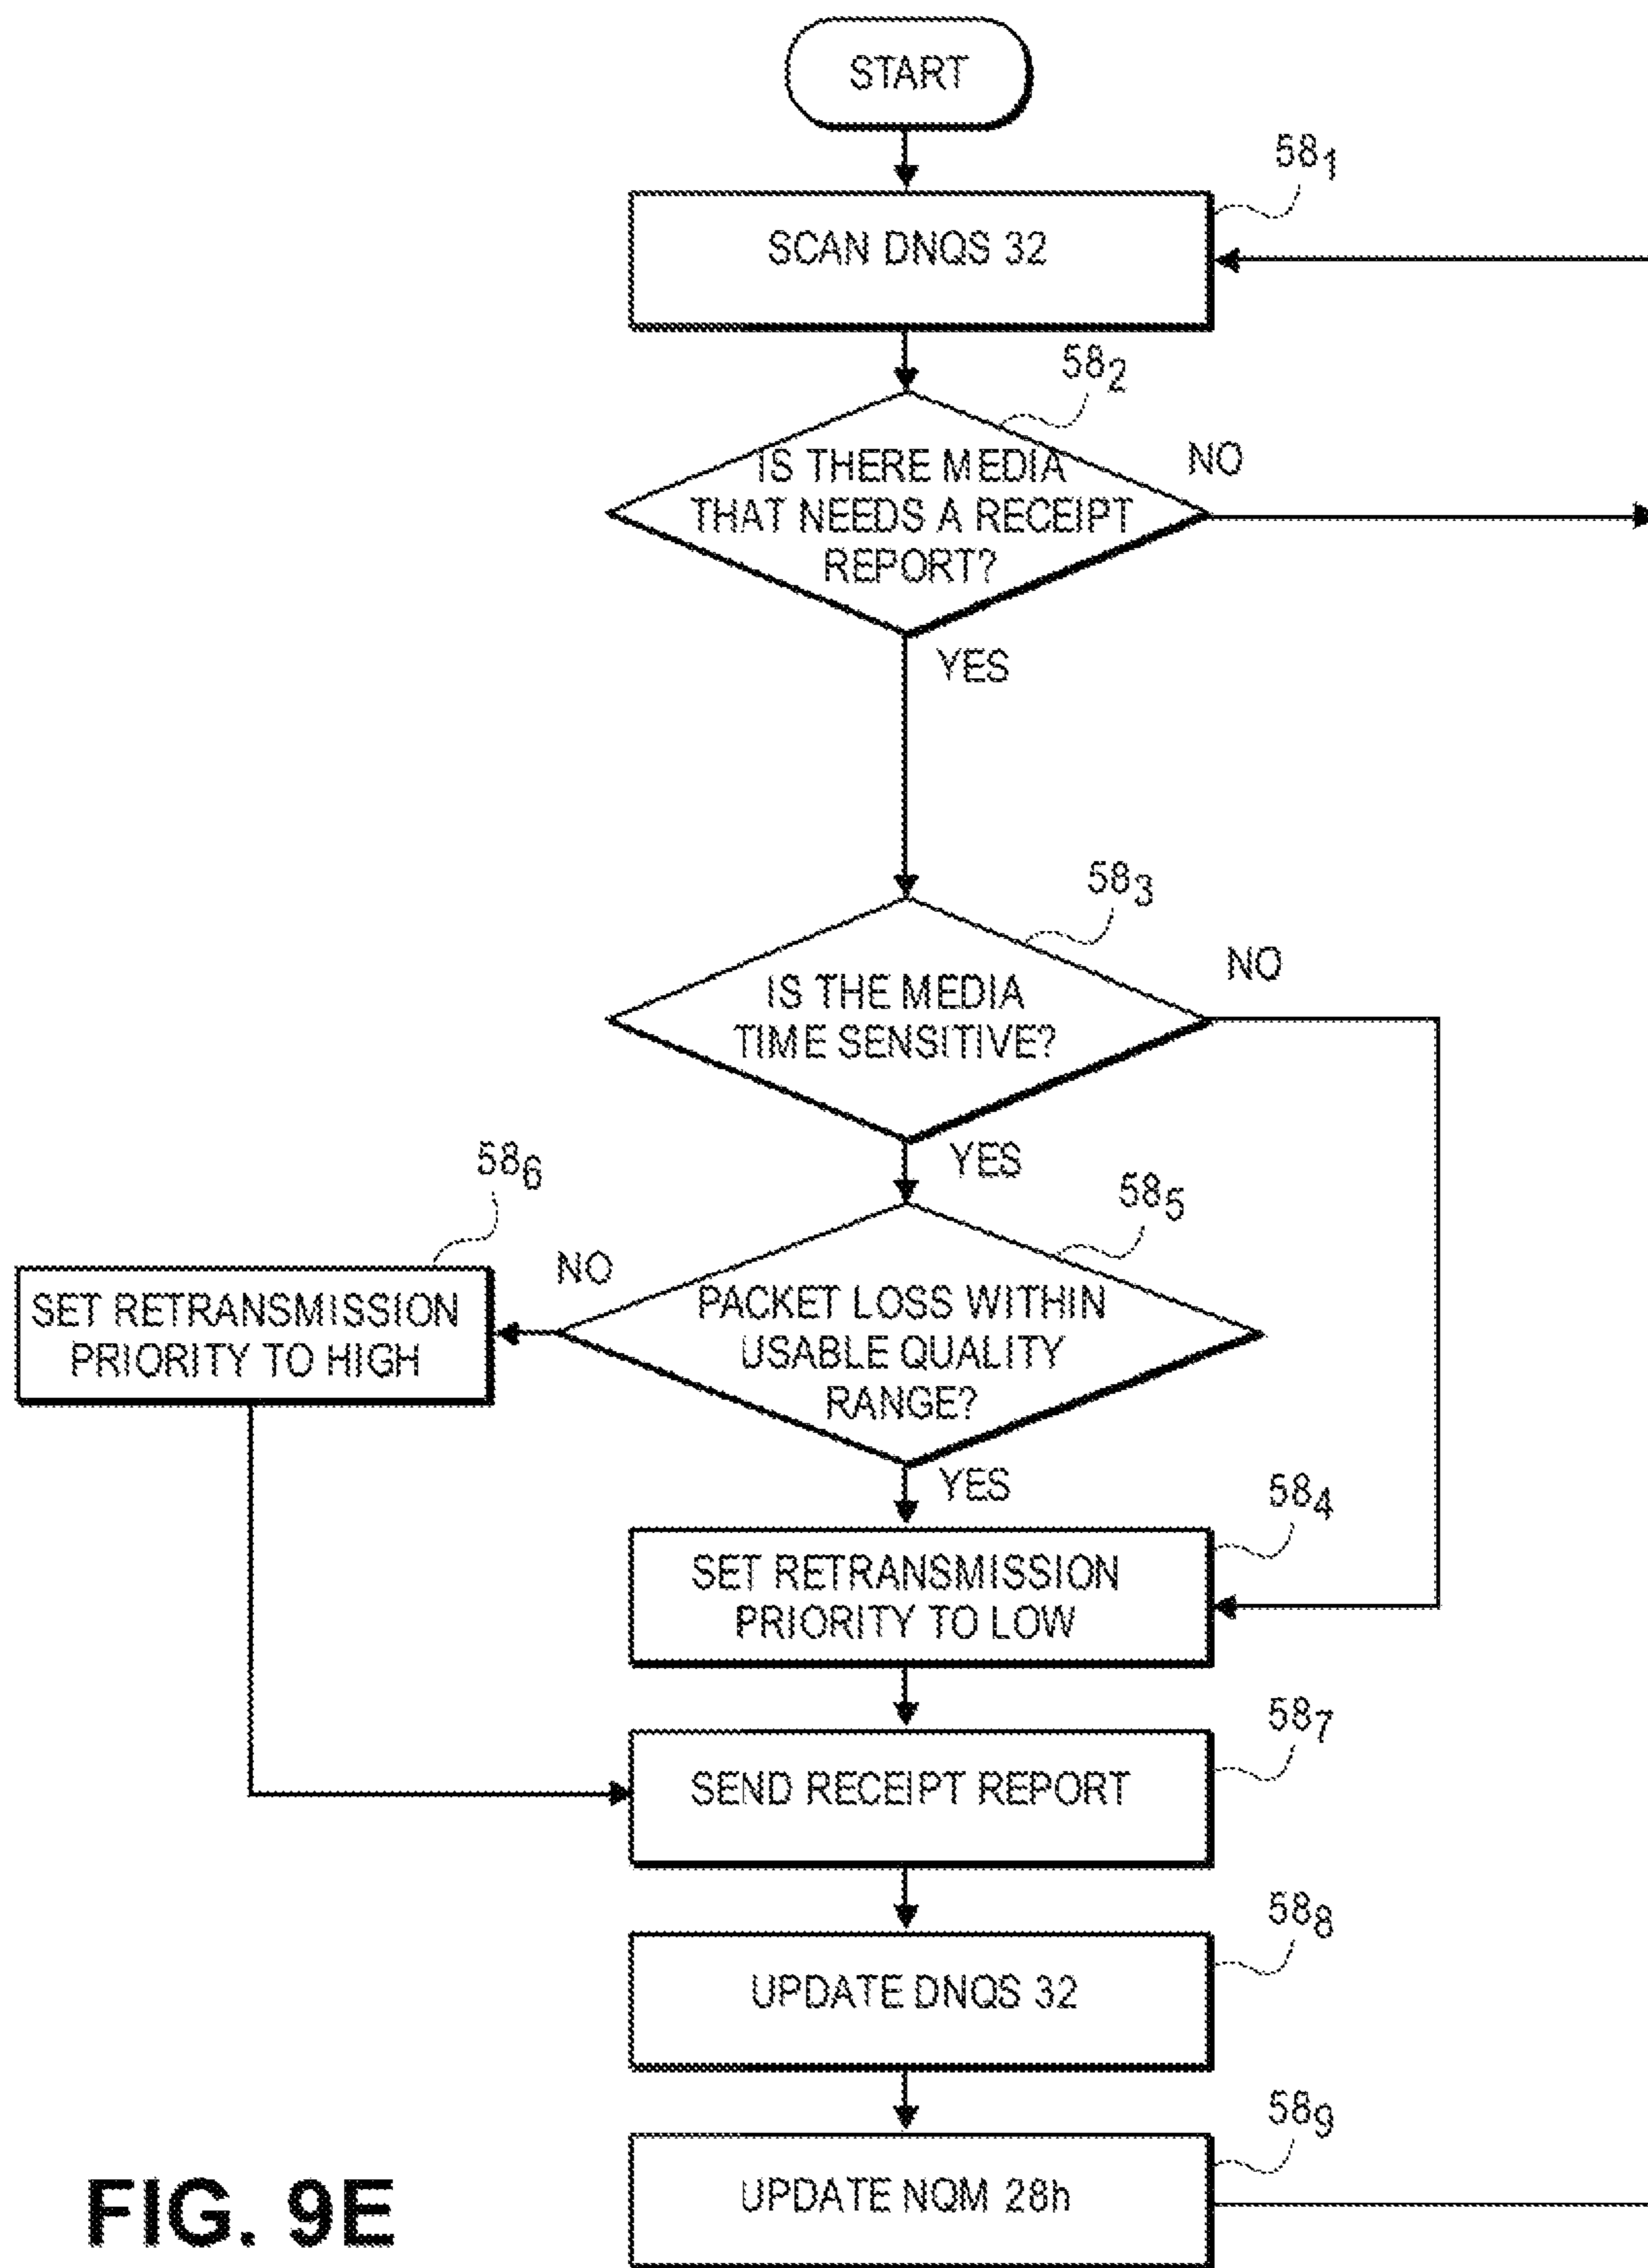 START
58₁
SCAN DNQS 32
58₂
IS THERE MEDIA
THAT NEEDS A RECEIPT
REPORT?
NO
YES
58₃
IS THE MEDIA
TIME SENSITIVE?
NO
YES
58₅
PACKET LOSS WITHIN
USABLE QUALITY
RANGE?
NO
58₆
SET RETRANSMISSION
PRIORITY TO HIGH
YES
58₄
SET RETRANSMISSION
PRIORITY TO LOW
58₇
SEND RECEIPT REPORT
58₈
UPDATE DNQS 32
58₉
UPDATE NQM 28h
FIG. 9E